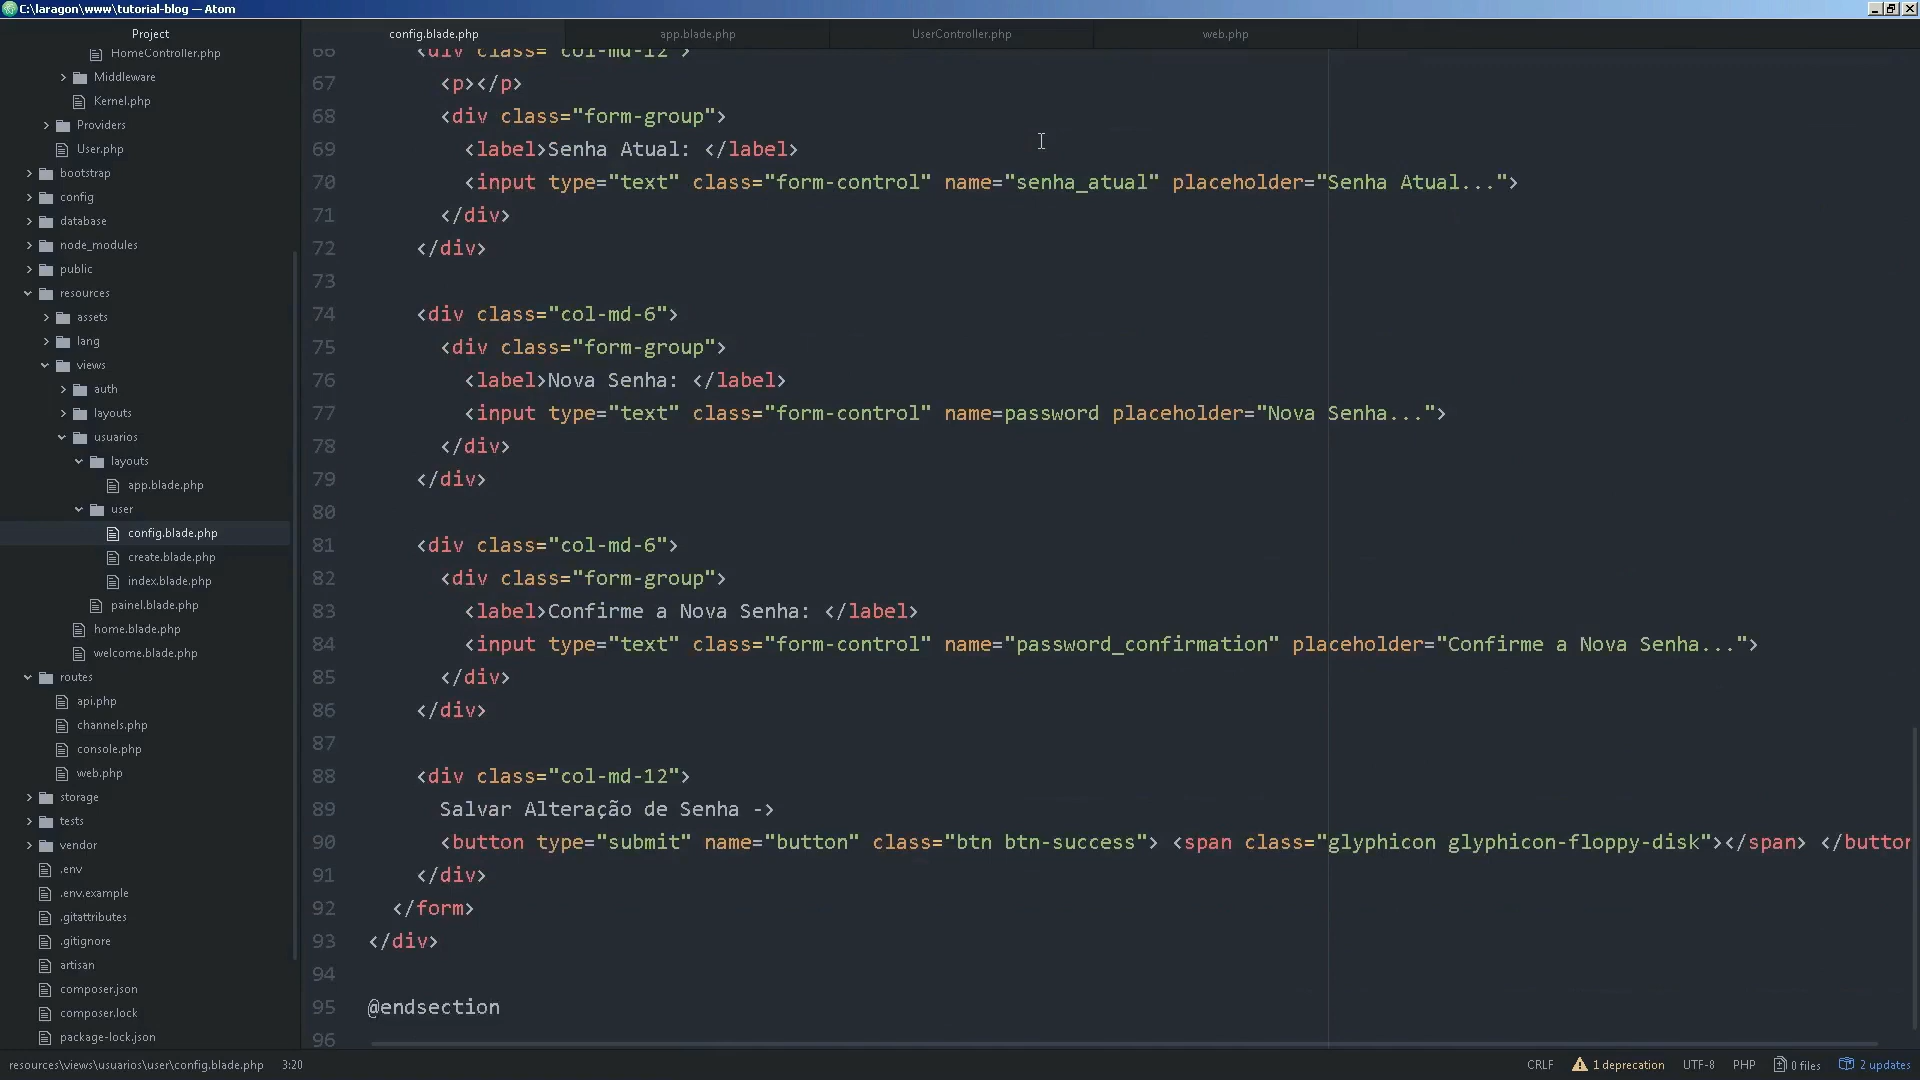 C:\laragon\www\tutorial-blog — Atom
Project
HomeController.php
Middleware
Kernel.php
Providers
User.php
bootstrap
config
database
node_modules
public
resources
assets
lang
views
auth
layouts
usuarios
layouts
app.blade.php
user
config.blade.php
create.blade.php
index.blade.php
painel.blade.php
home.blade.php
welcome.blade.php
routes
api.php
channels.php
console.php
web.php
storage
tests
vendor
.env
.env.example
.gitattributes
.gitignore
artisan
composer.json
composer.lock
package-lock.json
config.blade.php app.blade.php UserController.php web.php
66 <div class="col-md-12">
67 <p></p>
68 <div class="form-group">
69 <label>Senha Atual: </label>
70 <input type="text" class="form-control" name="senha_atual" placeholder="Senha Atual...">
71 </div>
72 </div>
73
74 <div class="col-md-6">
75 <div class="form-group">
76 <label>Nova Senha: </label>
77 <input type="text" class="form-control" name=password placeholder="Nova Senha...">
78 </div>
79 </div>
80
81 <div class="col-md-6">
82 <div class="form-group">
83 <label>Confirme a Nova Senha: </label>
84 <input type="text" class="form-control" name="password_confirmation" placeholder="Confirme a Nova Senha...">
85 </div>
86 </div>
87
88 <div class="col-md-12">
89 Salvar Alteração de Senha ->
90 <button type="submit" name="button" class="btn btn-success"> <span class="glyphicon glyphicon-floppy-disk"></span> </button
91 </div>
92 </form>
93 </div>
94
95 @endsection
96
resources\views\usuarios\user\config.blade.php 3:20 CRLF 1 deprecation UTF-8 PHP 0 files 2 updates